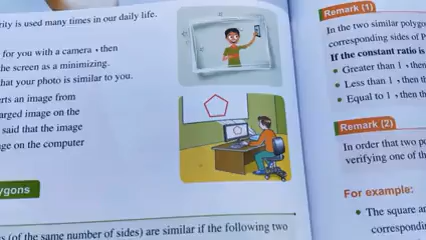 rity is used many times in our daily life.
for you with a camera , then
the screen as a minimizing.
that your photo is similar to you.
rts an image from
arged image on the
said that the image
ge on the computer
ygons
s (of the same number of sides) are similar if the following two
Remark (1)
In the two similar polygo
corresponding sides of P
If the constant ratio is
• Greater than 1 , then
• Less than 1 , then th
• Equal to 1 , then th
Remark (2)
In order that two po
verifying one of th
For example:
• The square an
correspondin